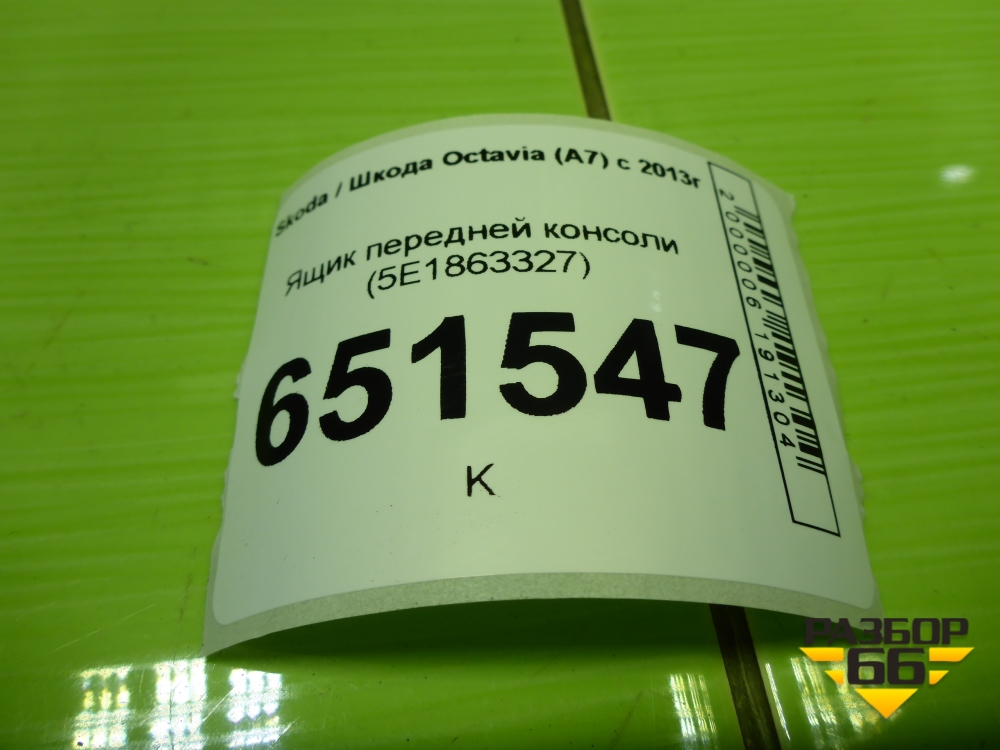 Skoda / Шкода Octavia (A7) с 2013г
Ящик передней консоли
(5E1863327)
651547
К
2000006191304
РАЗБОР
66